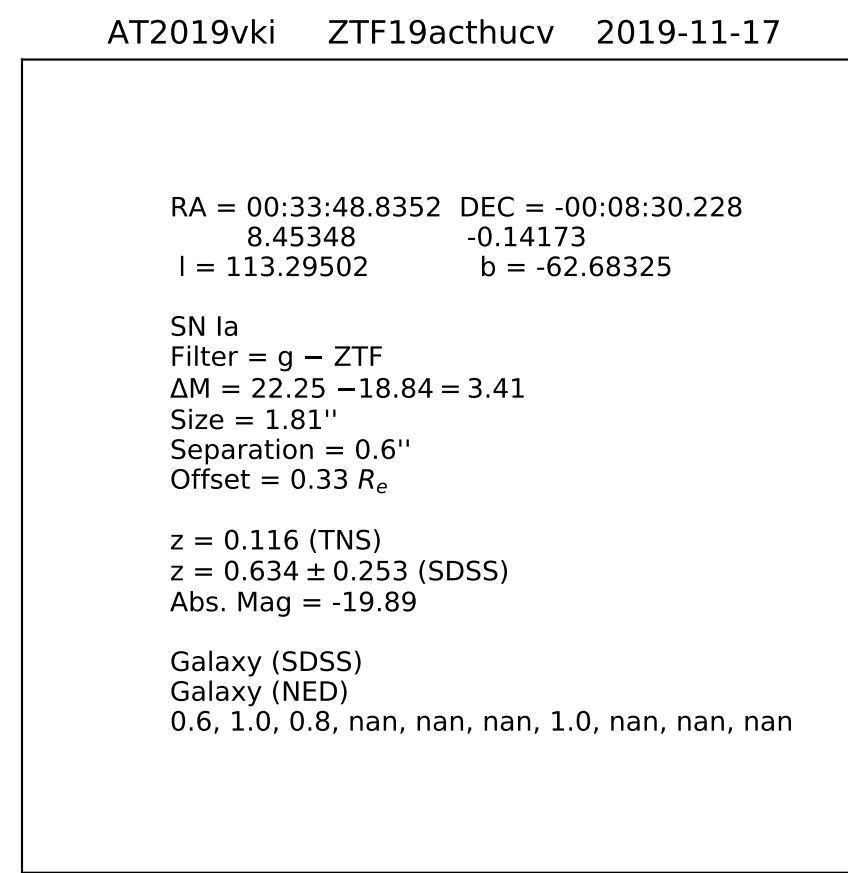 AT2019vki ZTF19acthucv 2019-11-17
RA = 00:33:48.8352 DEC = -00:08:30.228
8.45348 -0.14173
l = 113.29502 b = -62.68325
SN Ia
Filter = g − ZTF
ΔM = 22.25 −18.84 = 3.41
Size = 1.81''
Separation = 0.6''
Offset = 0.33 Re
z = 0.116 (TNS)
z = 0.634 ± 0.253 (SDSS)
Abs. Mag = -19.89
Galaxy (SDSS)
Galaxy (NED)
0.6, 1.0, 0.8, nan, nan, nan, 1.0, nan, nan, nan